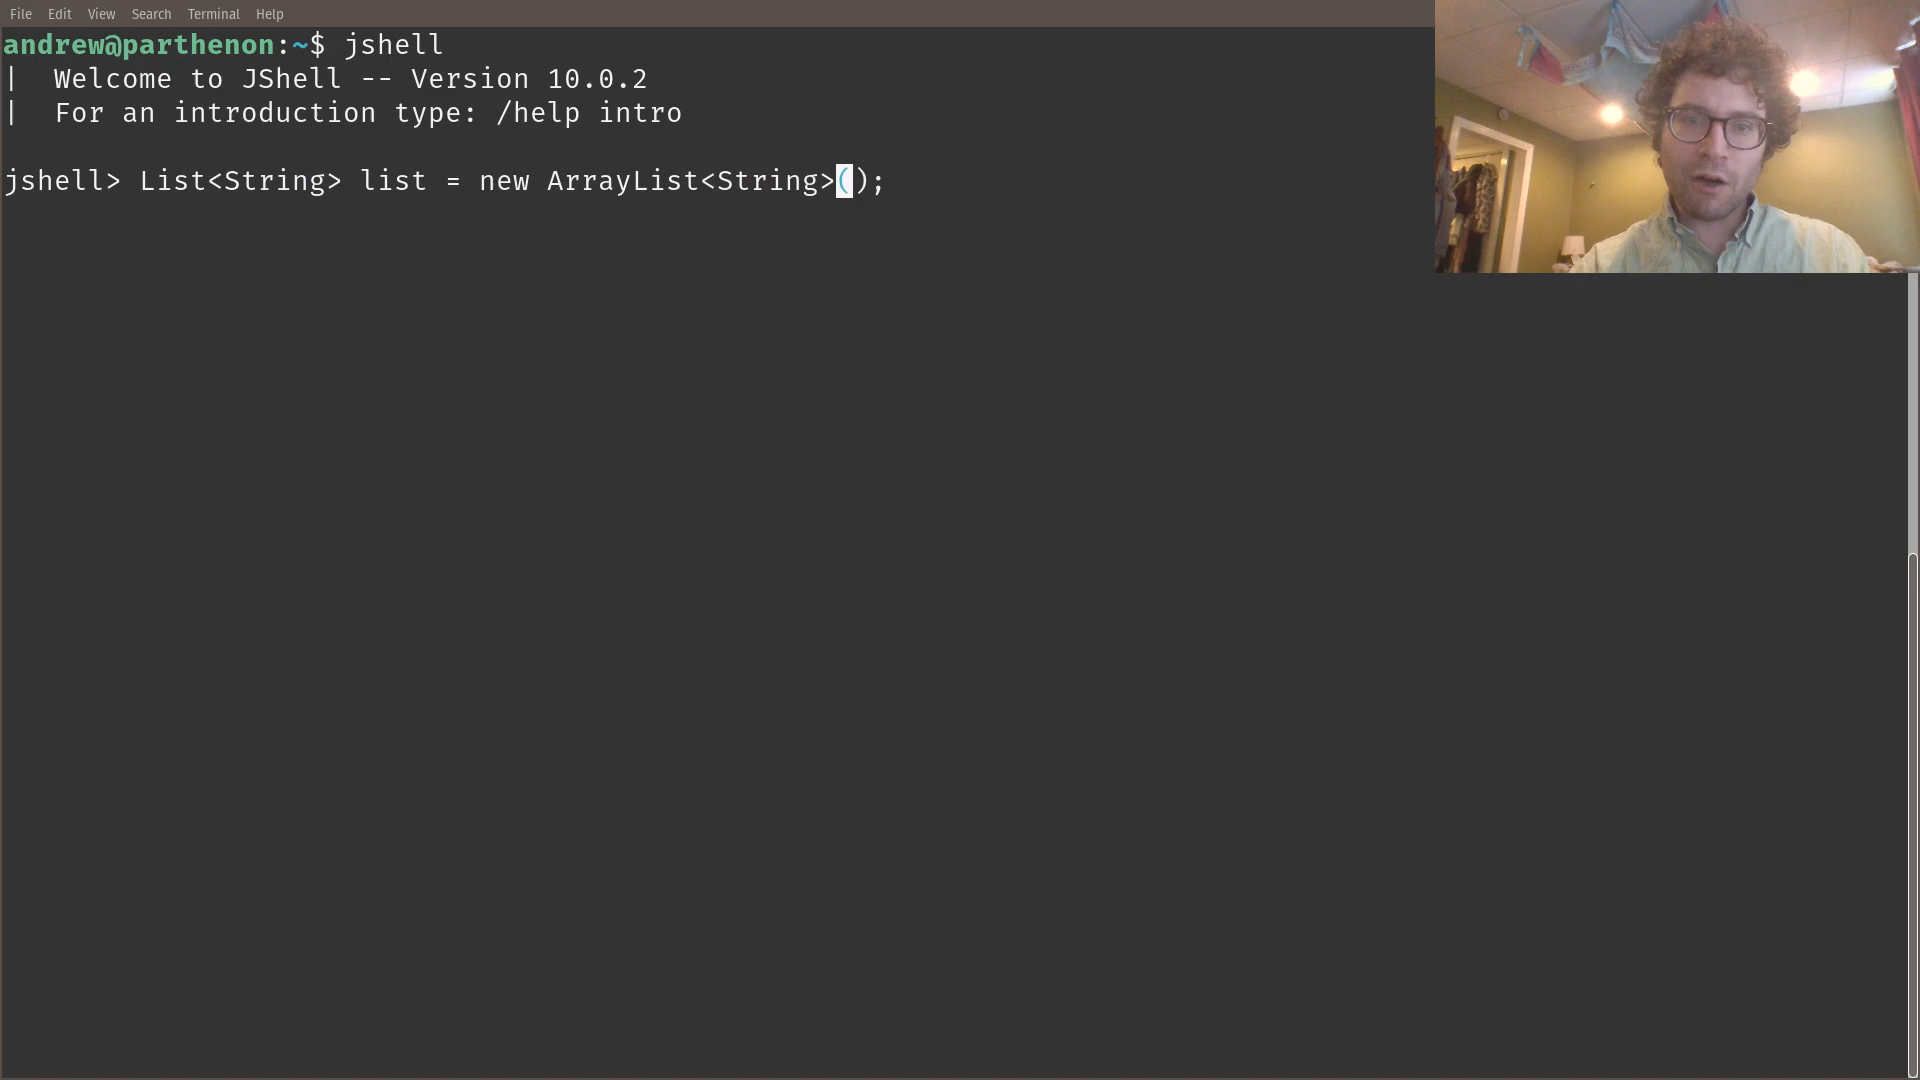 File Edit View Search Terminal Help
andrew@parthenon:~$ jshell
| Welcome to JShell -- Version 10.0.2
| For an introduction type: /help intro
jshell> List<String> list = new ArrayList<String>();